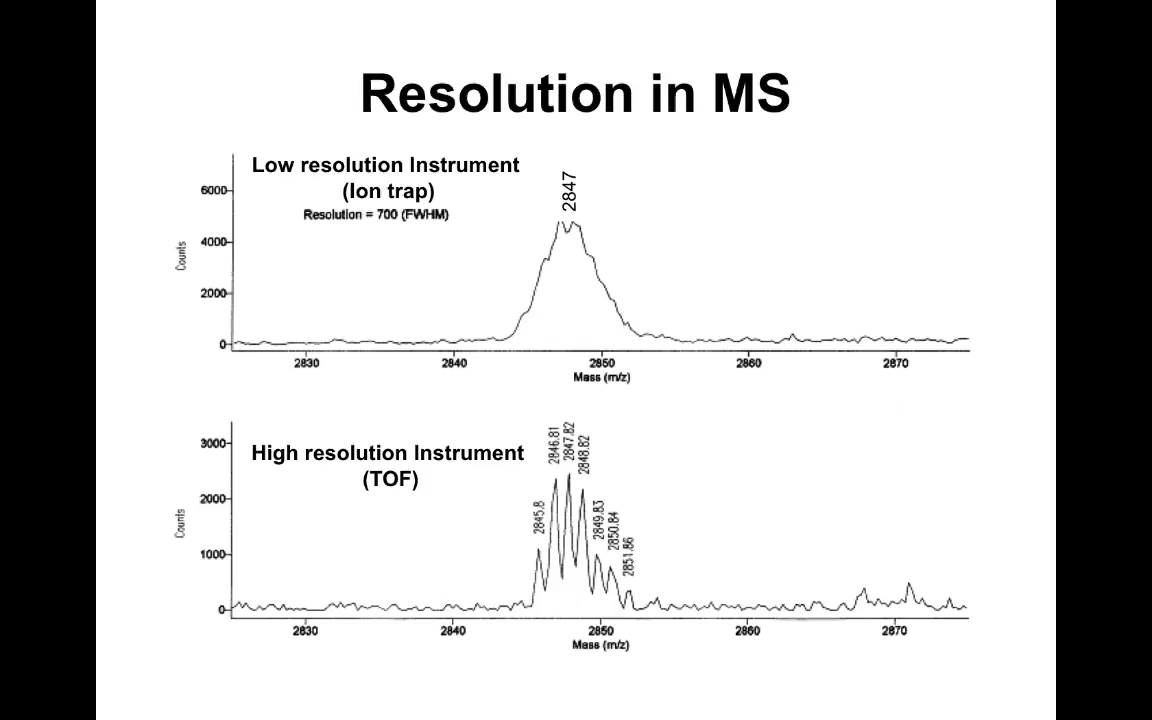 Resolution in MS
Low resolution Instrument
(Ion trap)
Resolution = 700 (FWHM)
2847
6000
4000
2000
0
Counts
2830 2840 2850 2860 2870
Mass (m/z)
High resolution Instrument
(TOF)
2845.8
2846.81
2847.82
2848.82
2849.83
2850.84
2851.86
3000
2000
1000
0
Counts
2830 2840 2850 2860 2870
Mass (m/z)